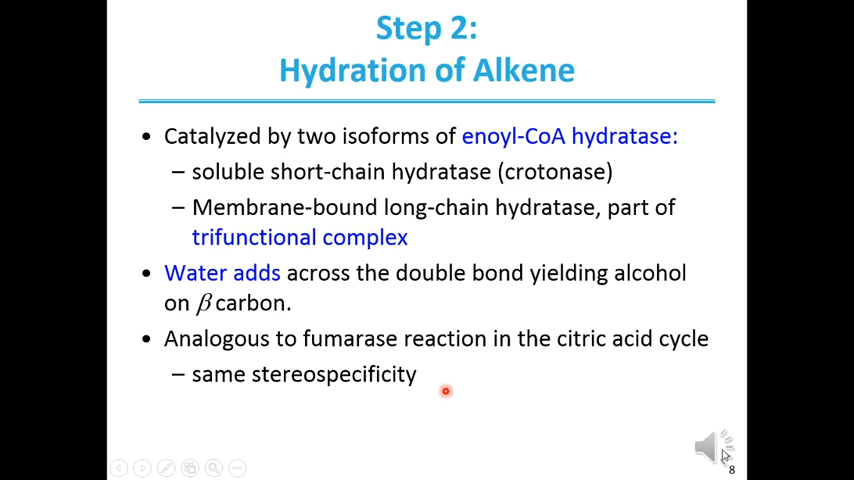 Step 2:
Hydration of Alkene
• Catalyzed by two isoforms of enoyl-CoA hydratase:
– soluble short-chain hydratase (crotonase)
– Membrane-bound long-chain hydratase, part of
trifunctional complex
• Water adds across the double bond yielding alcohol
on β carbon.
• Analogous to fumarase reaction in the citric acid cycle
– same stereospecificity
8